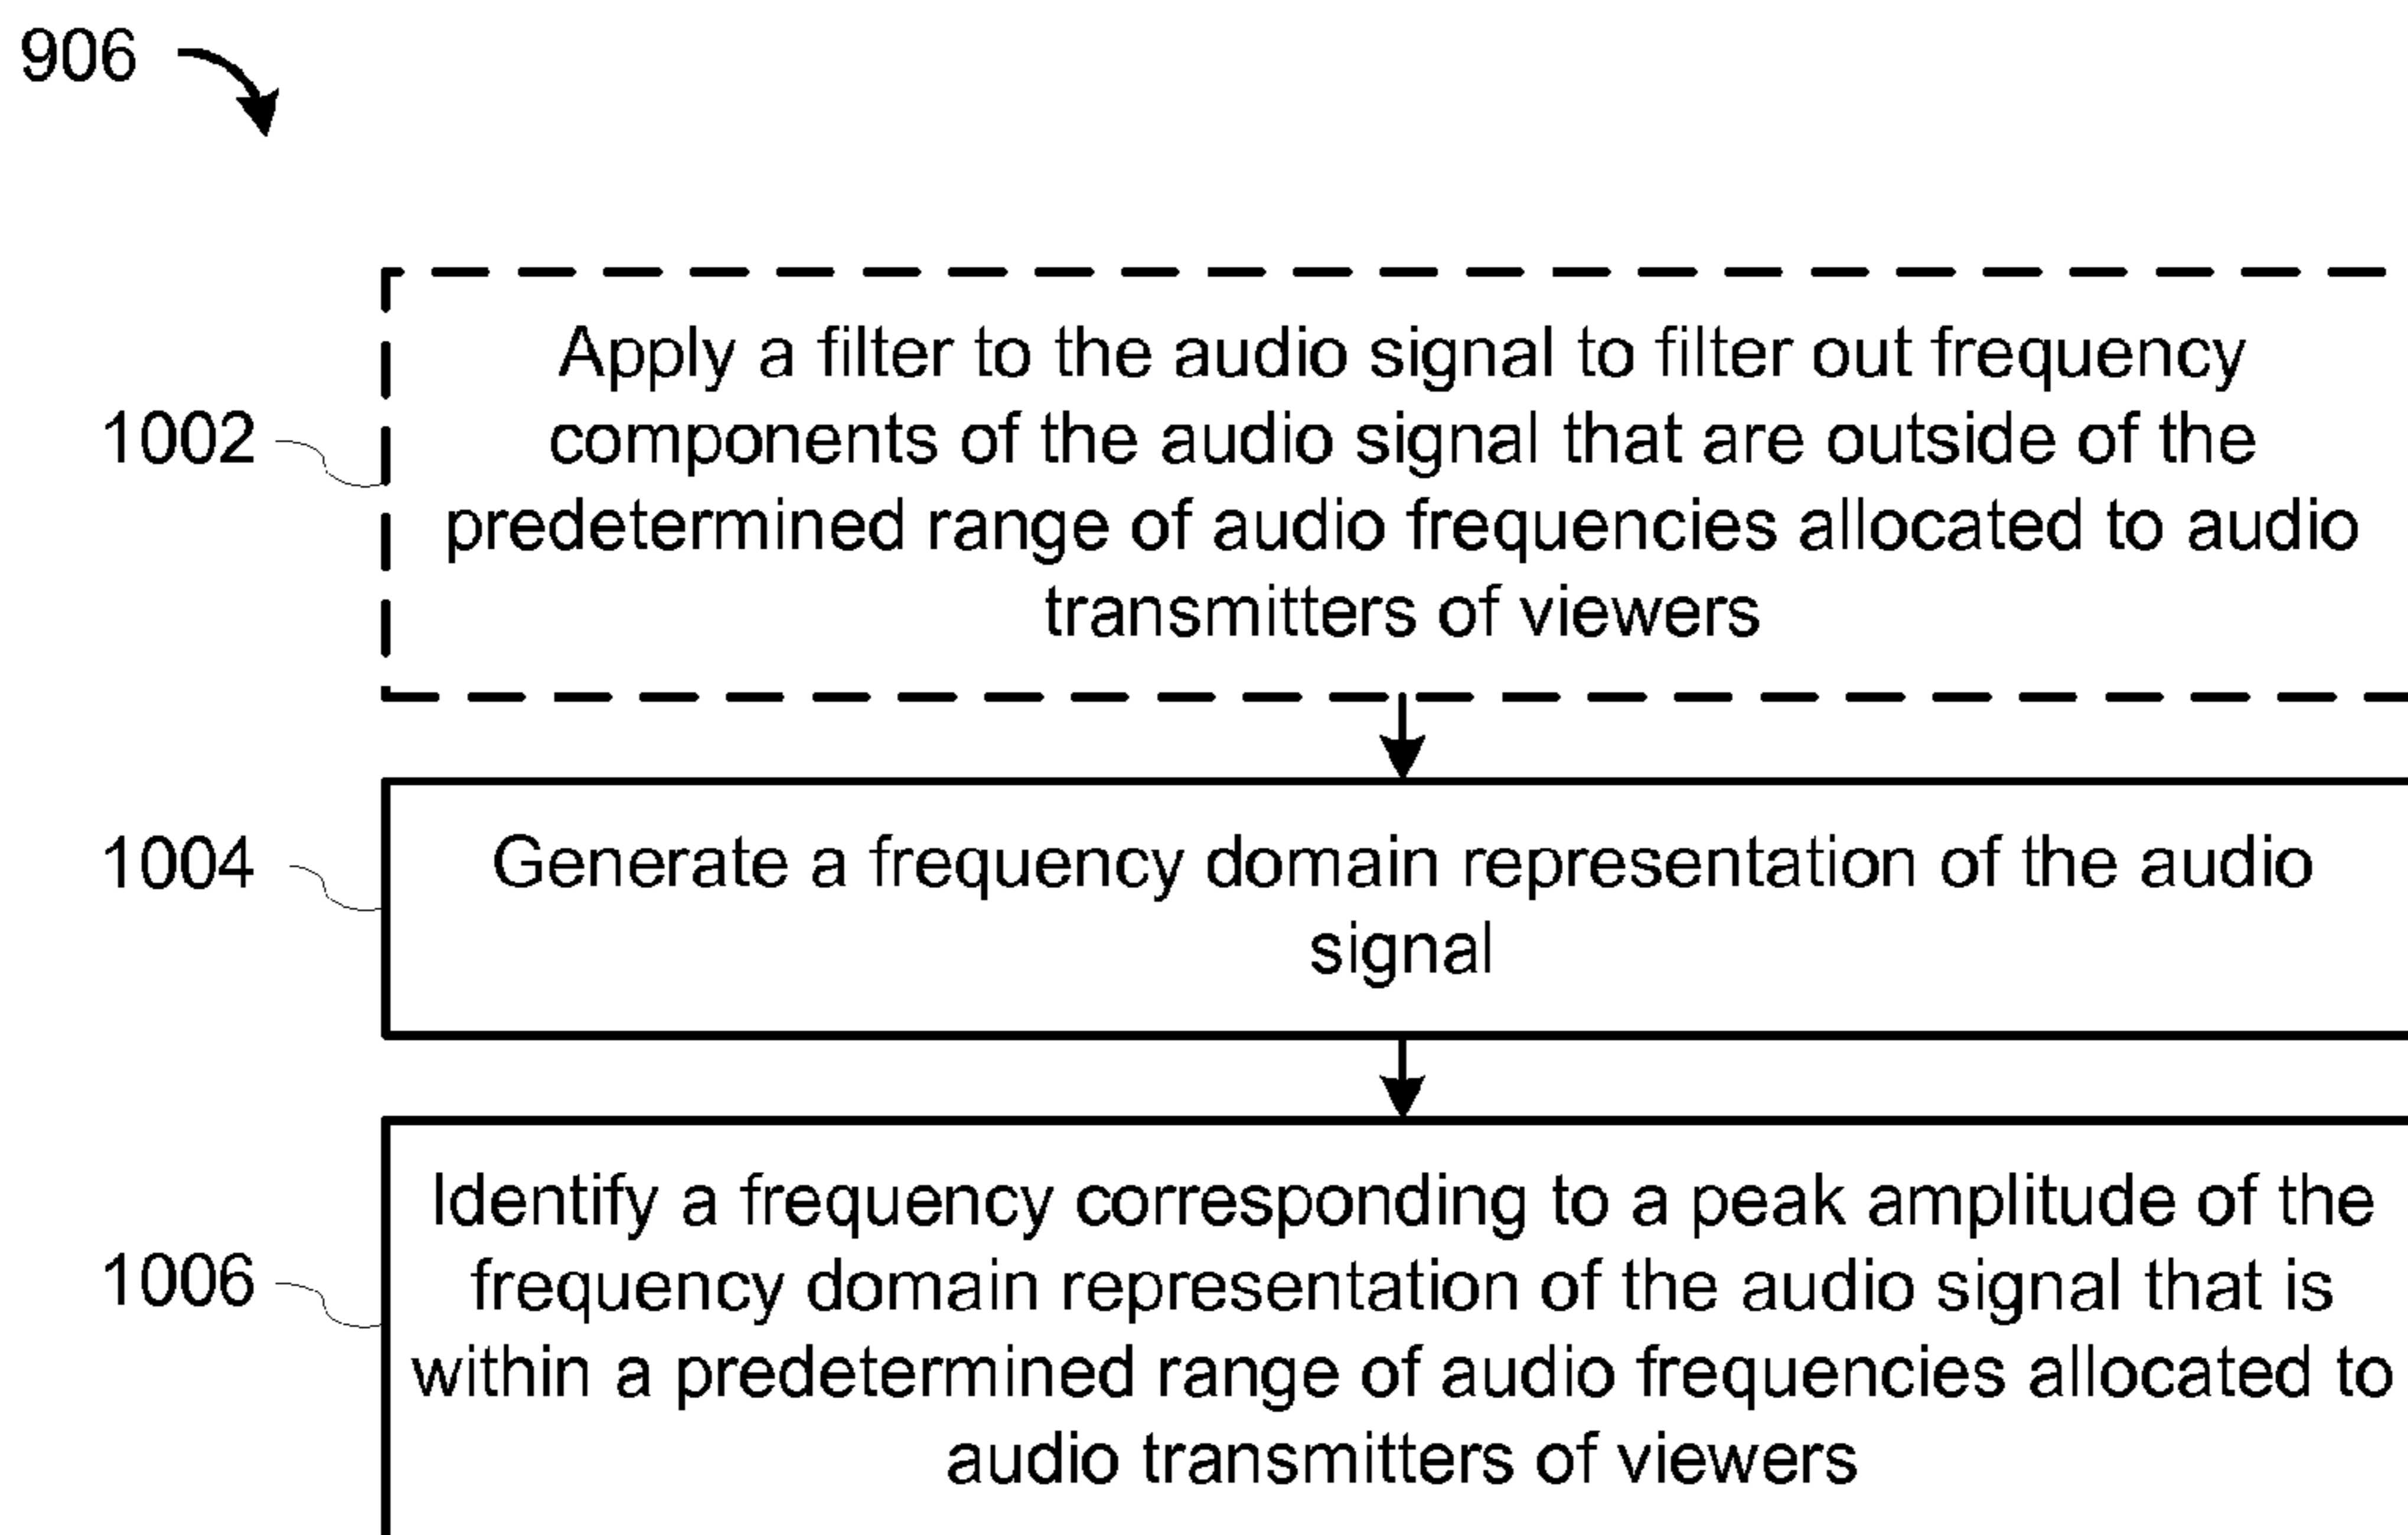 906
Apply a filter to the audio signal to filter out frequency
1002
components of the audio signal that are outside of the
predetermined range of audio frequencies allocated to audio
transmitters of viewers
1004
Generate a frequency domain representation of the audio
signal
Identify a frequency corresponding to a peak amplitude of the
1006
frequency domain representation of the audio signal that is
within a predetermined range of audio frequencies allocated to
audio transmitters of viewers